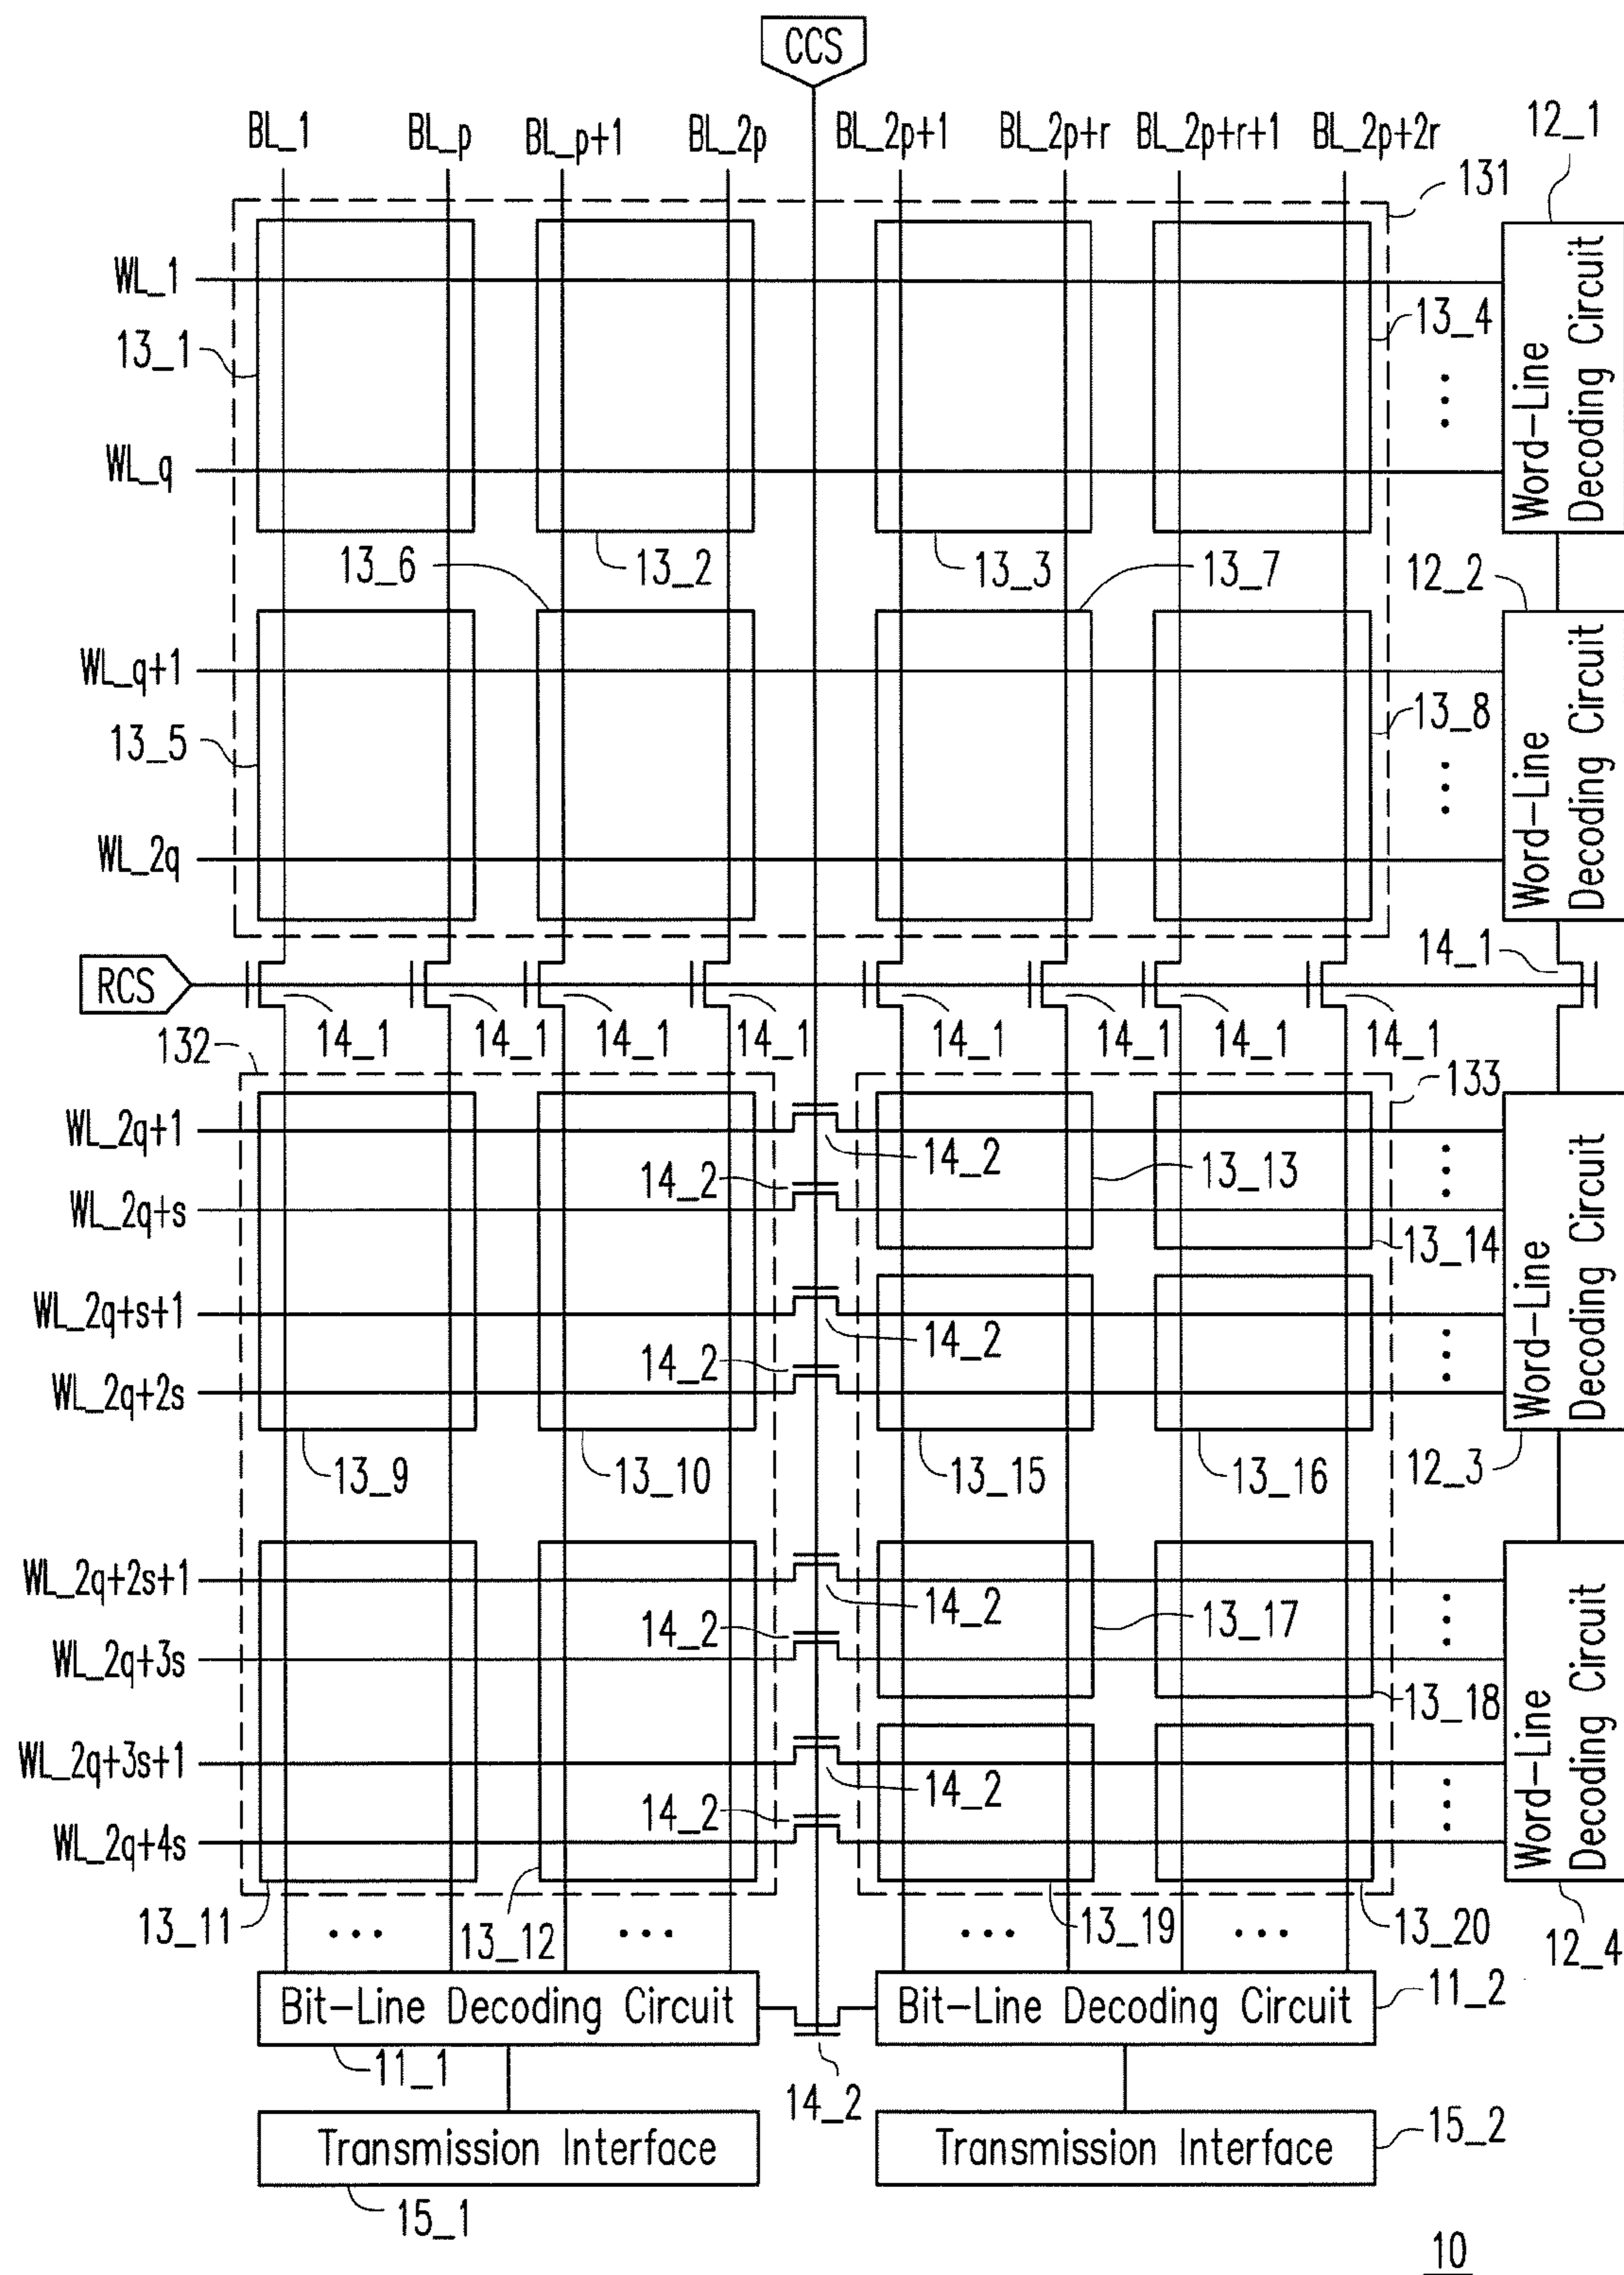 CCS
BL_1 BL_p BL_p+1 BL_2p BL_2p+1 BL_2p+r BL_2p+r+1 BL_2p+2r 12_1
131
WL_1
13_1
13_4
WL_q
Word-Line
Decoding Circuit
13_6 13_2 13_3 13_7 12_2
WL_q+1
13_5
13_8
WL_2q
Word-Line
Decoding Circuit
14_1
RCS
14_1 14_1 14_1 14_1 14_1 14_1 14_1 14_1
132
133
WL_2q+1
14_2
13_13
14_2
WL_2q+s
13_14
WL_2q+s+1
14_2
14_2
WL_2q+2s
Word-Line
Decoding Circuit
13_9 13_10 13_15 13_16 12_3
WL_2q+2s+1
14_2
13_17
14_2
WL_2q+3s
13_18
WL_2q+3s+1
14_2
14_2
WL_2q+4s
Word-Line
Decoding Circuit
13_11 ... 13_12 ... ... 13_19 ... 13_20 12_4
Bit-Line Decoding Circuit
Bit-Line Decoding Circuit
11_2
11_1
14_2
Transmission Interface
Transmission Interface
15_2
15_1
10